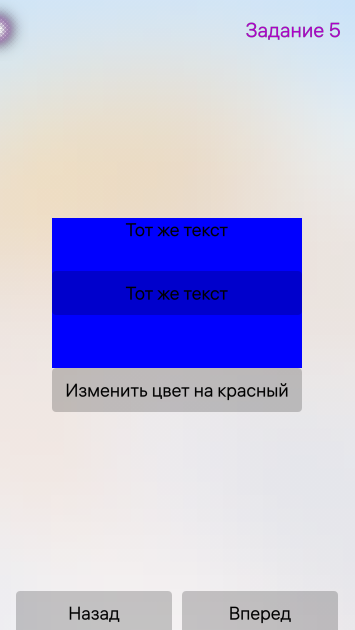 Задание 5
Тот же текст
Тот же текст
Изменить цвет на красный
Назад
Вперед